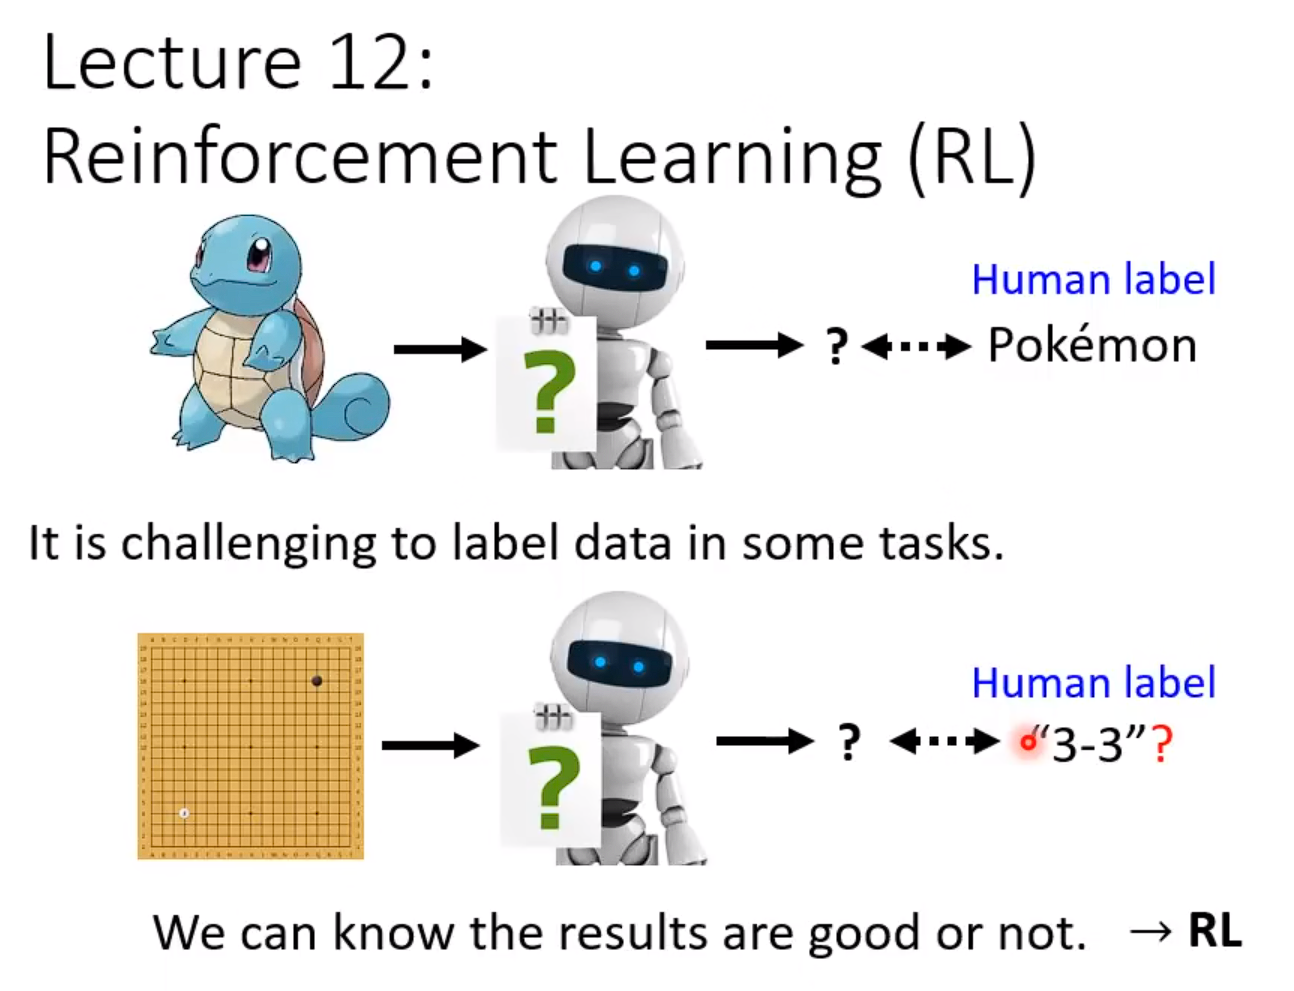 Lecture 12:
Reinforcement Learning (RL)
Human label
?
? Pokémon
It is challenging to label data in some tasks.
Human label
?
? “3-3”?
We can know the results are good or not. → RL